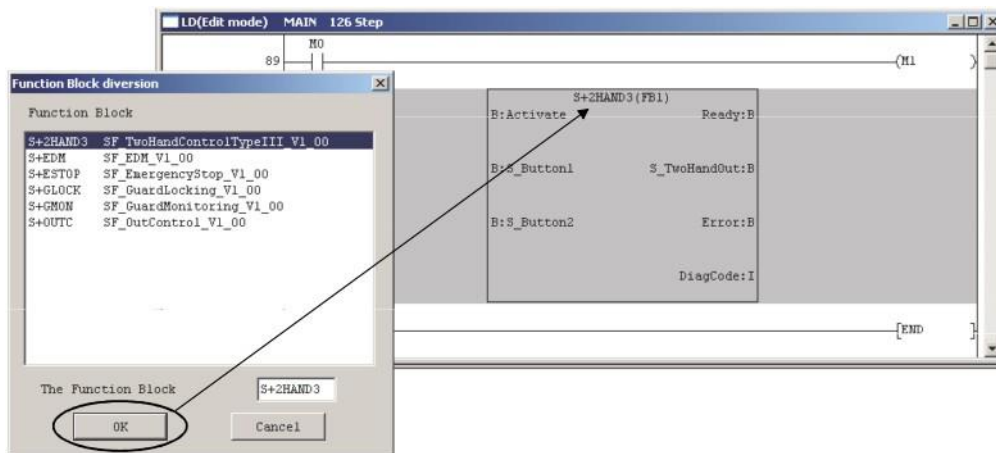 LD(Edit mode)    MAIN    126 Step
M0
89
(M1    )
S+2HAND3(FB1)
B:Activate    Ready:B
B:S_Button1    S_TwoHandOut:B
B:S_Button2    Error:B
DiagCode:I
[END    ]
Function Block diversion
Function Block
S+2HAND3    SF_TwoHandControlTypeIII_V1_00
S+EDM    SF_EDM_V1_00
S+ESTOP    SF_EmergencyStop_V1_00
S+GLOCK    SF_GuardLocking_V1_00
S+GMON    SF_GuardMonitoring_V1_00
S+OUTC    SF_OutControl_V1_00
The Function Block    S+2HAND3
OK    Cancel